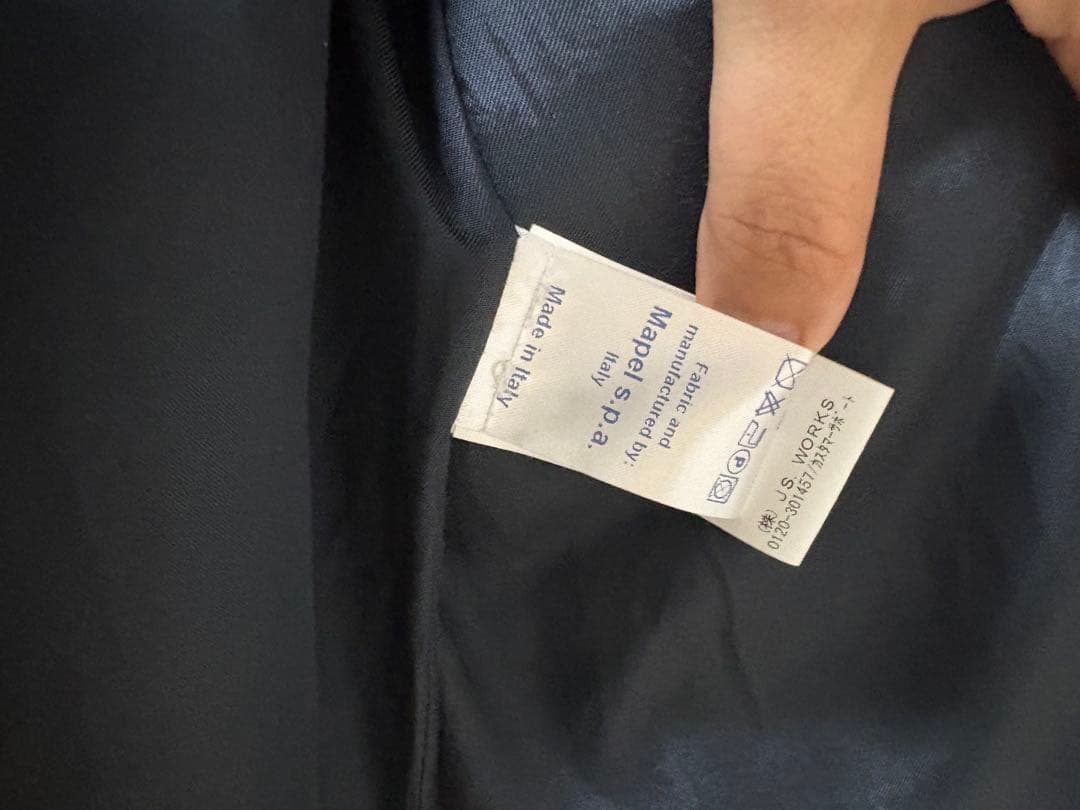 Fabric and
manufactured by:
Mapel s.p.a.
Italy
Made in Italy
P
(株) J.S. WORKS
0120-301457/カスタマーサポート